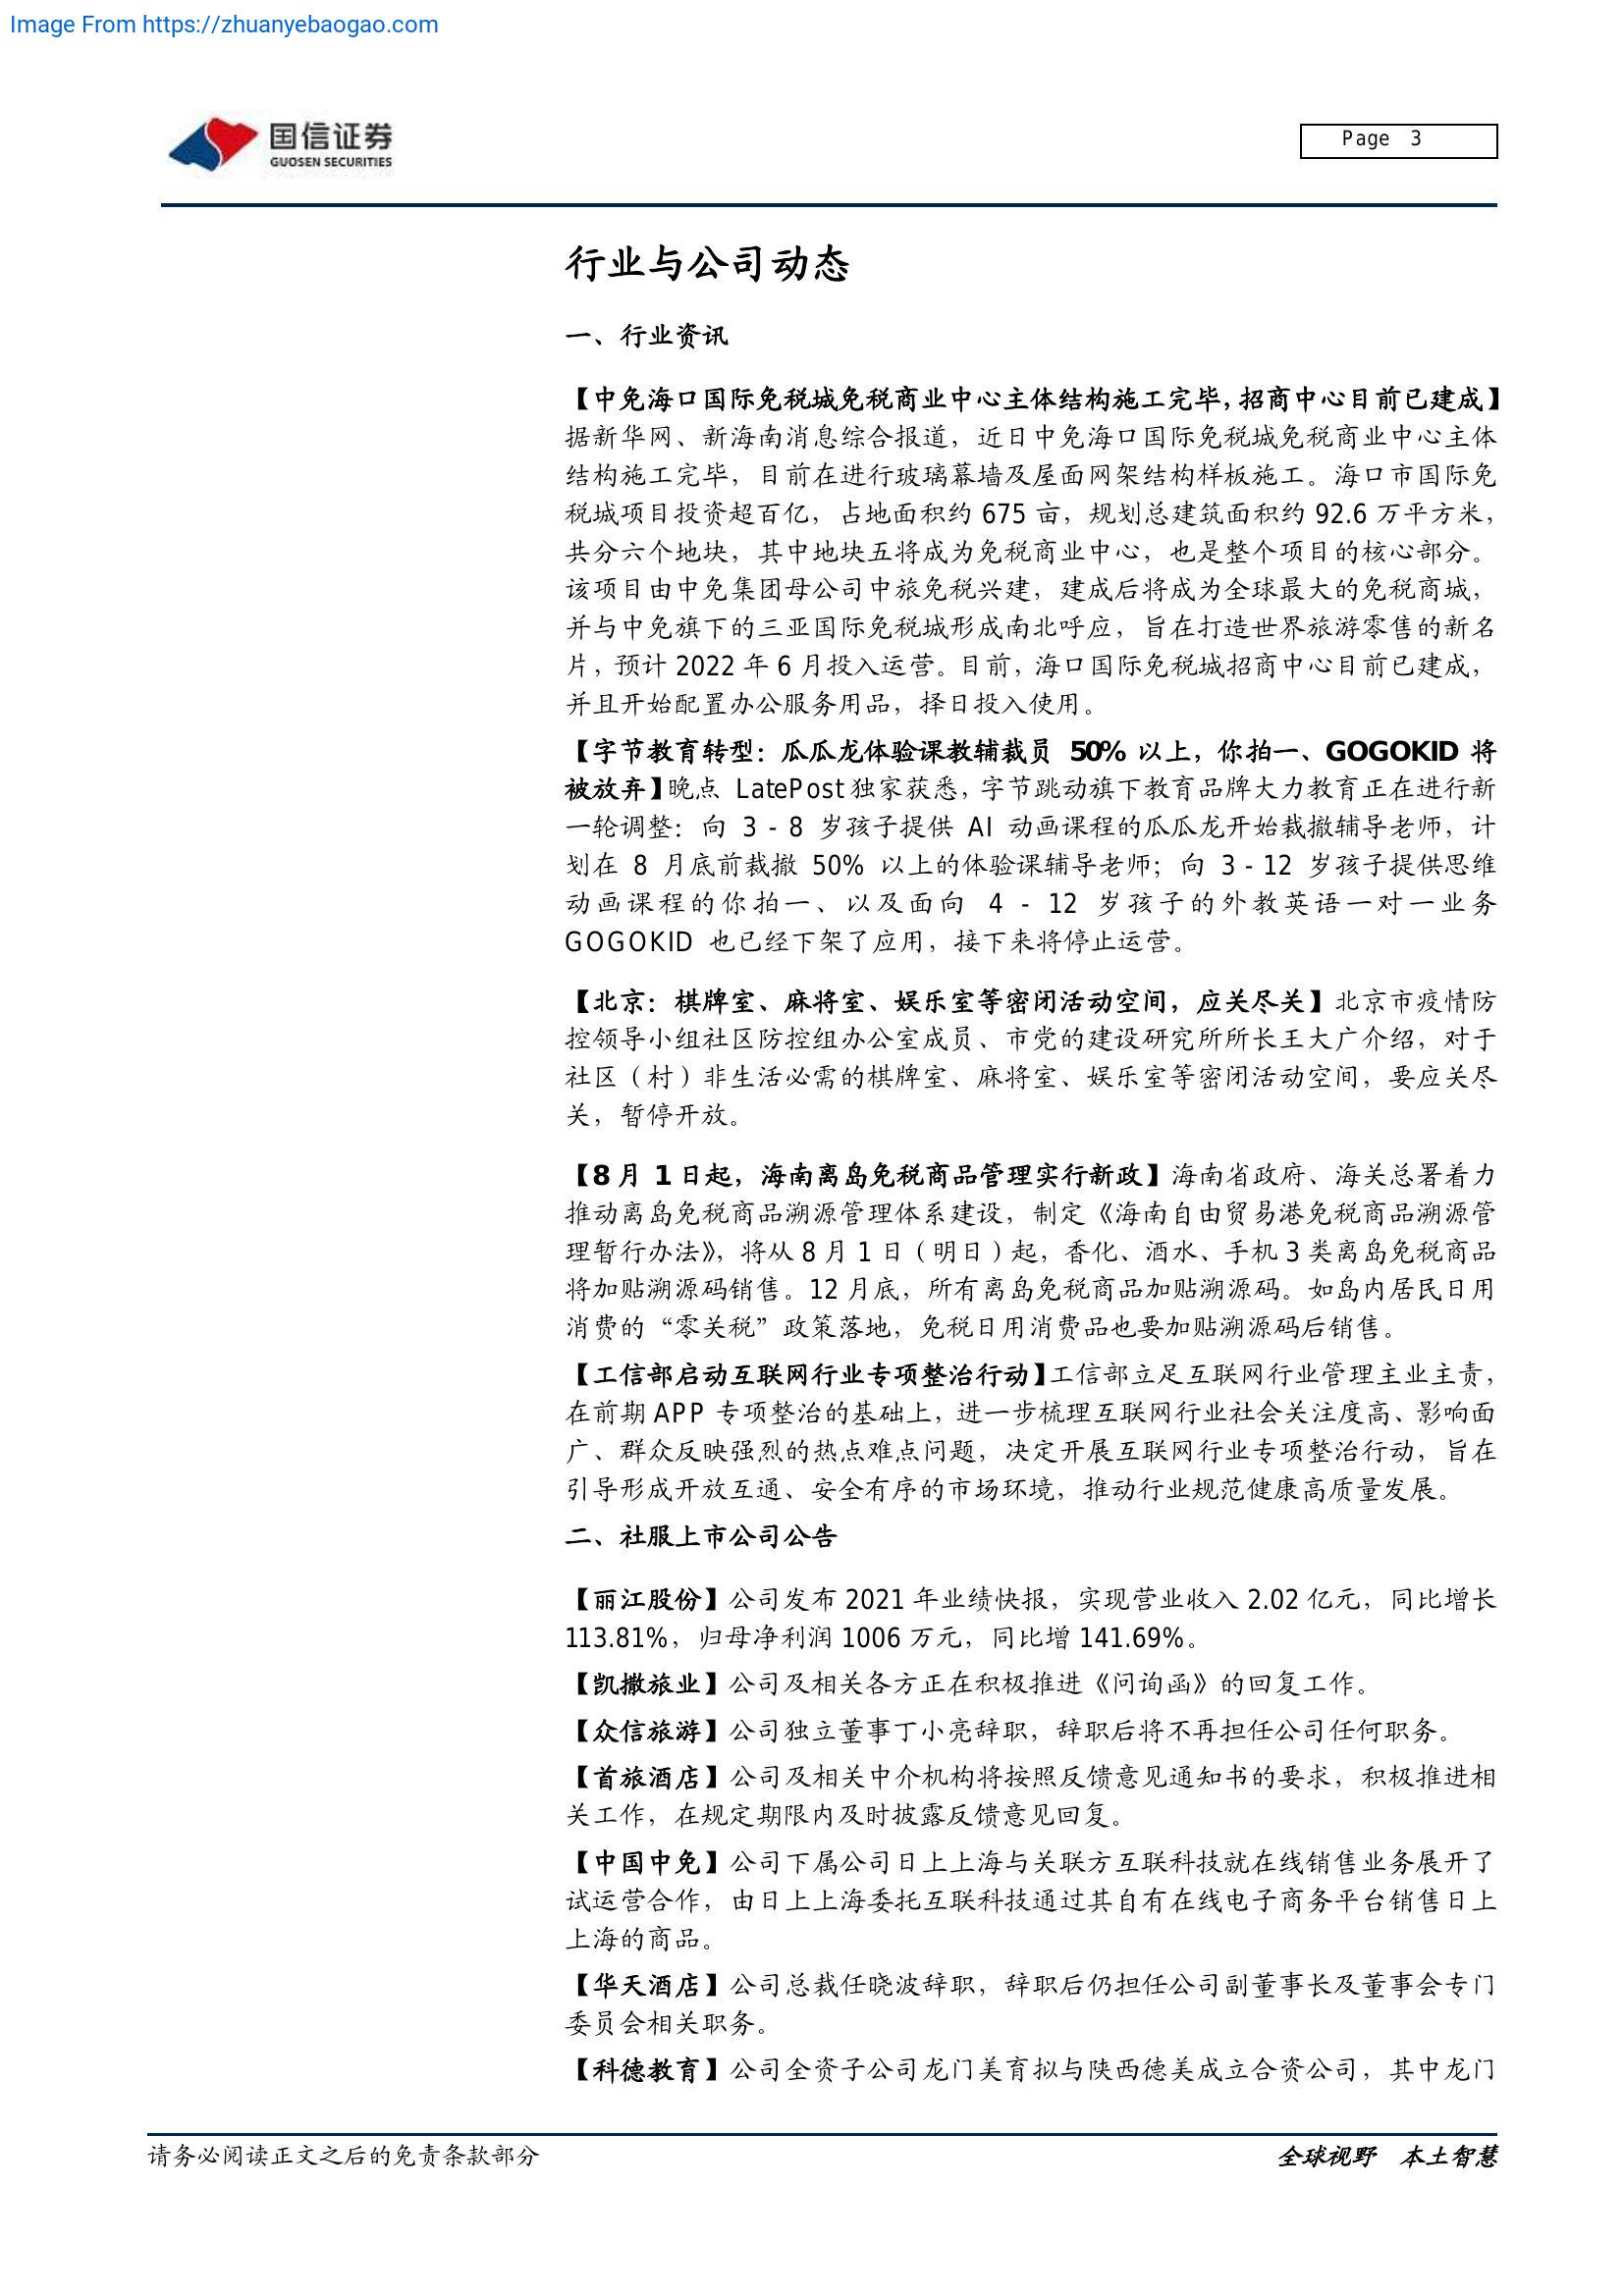 Image From https://zhuanyebaogao.com
国信证券
GUOSEN SECURITIES
Page 3
行业与公司动态
一、行业资讯
【中免海口国际免税城免税商业中心主体结构施工完毕，招商中心目前已建成】
据新华网、新海南消息综合报道，近日中免海口国际免税城免税商业中心主体
结构施工完毕，目前在进行玻璃幕墙及屋面网架结构样板施工。海口市国际免
税城项目投资超百亿，占地面积约 675 亩，规划总建筑面积约 92.6 万平方米，
共分六个地块，其中地块五将成为免税商业中心，也是整个项目的核心部分。
该项目由中免集团母公司中旅免税兴建，建成后将成为全球最大的免税商城，
并与中免旗下的三亚国际免税城形成南北呼应，旨在打造世界旅游零售的新名
片，预计 2022 年 6 月投入运营。目前，海口国际免税城招商中心目前已建成，
并且开始配置办公服务用品，择日投入使用。
【字节教育转型：瓜瓜龙体验课教辅裁员 50% 以上，你拍一、GOGOKID 将
被放弃】晚点 LatePost 独家获悉，字节跳动旗下教育品牌大力教育正在进行新
一轮调整：向 3 - 8 岁孩子提供 AI 动画课程的瓜瓜龙开始裁撤辅导老师，计
划在 8 月底前裁撤 50% 以上的体验课辅导老师；向 3 - 12 岁孩子提供思维
动画课程的你拍一、以及面向 4 - 12 岁孩子的外教英语一对一业务
GOGOKID 也已经下架了应用，接下来将停止运营。
【北京：棋牌室、麻将室、娱乐室等密闭活动空间，应关尽关】北京市疫情防
控领导小组社区防控组办公室成员、市党的建设研究所所长王大广介绍，对于
社区（村）非生活必需的棋牌室、麻将室、娱乐室等密闭活动空间，要应关尽
关，暂停开放。
【8 月 1 日起，海南离岛免税商品管理实行新政】海南省政府、海关总署着力
推动离岛免税商品溯源管理体系建设，制定《海南自由贸易港免税商品溯源管
理暂行办法》，将从 8 月 1 日（明日）起，香化、酒水、手机 3 类离岛免税商品
将加贴溯源码销售。12 月底，所有离岛免税商品加贴溯源码。如岛内居民日用
消费的“零关税”政策落地，免税日用消费品也要加贴溯源码后销售。
【工信部启动互联网行业专项整治行动】工信部立足互联网行业管理主业主责，
在前期 APP 专项整治的基础上，进一步梳理互联网行业社会关注度高、影响面
广、群众反映强烈的热点难点问题，决定开展互联网行业专项整治行动，旨在
引导形成开放互通、安全有序的市场环境，推动行业规范健康高质量发展。
二、社服上市公司公告
【丽江股份】公司发布 2021 年业绩快报，实现营业收入 2.02 亿元，同比增长
113.81%，归母净利润 1006 万元，同比增 141.69%。
【凯撒旅业】公司及相关各方正在积极推进《问询函》的回复工作。
【众信旅游】公司独立董事丁小亮辞职，辞职后将不再担任公司任何职务。
【首旅酒店】公司及相关中介机构将按照反馈意见通知书的要求，积极推进相
关工作，在规定期限内及时披露反馈意见回复。
【中国中免】公司下属公司日上上海与关联方互联科技就在线销售业务展开了
试运营合作，由日上上海委托互联科技通过其自有在线电子商务平台销售日上
上海的商品。
【华天酒店】公司总裁任晓波辞职，辞职后仍担任公司副董事长及董事会专门
委员会相关职务。
【科德教育】公司全资子公司龙门美育拟与陕西德美成立合资公司，其中龙门
请务必阅读正文之后的免责条款部分
全球视野 本土智慧